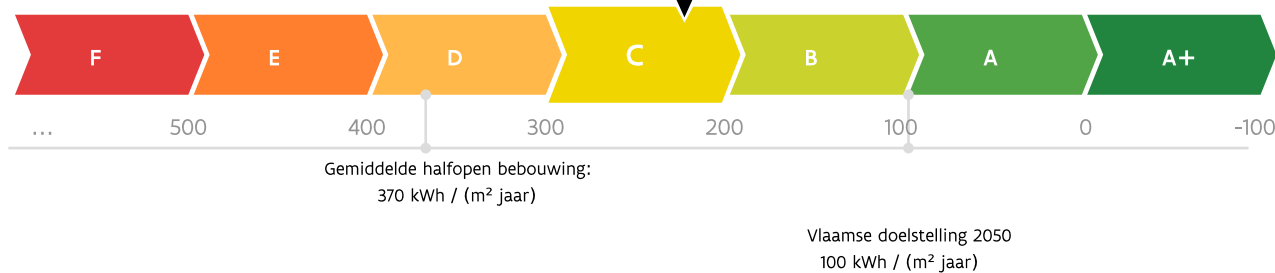 F E D C B A A+
... 500 400 300 200 100 0 -100
Gemiddelde halfopen bebouwing:
370 kWh / (m² jaar)
Vlaamse doelstelling 2050
100 kWh / (m² jaar)